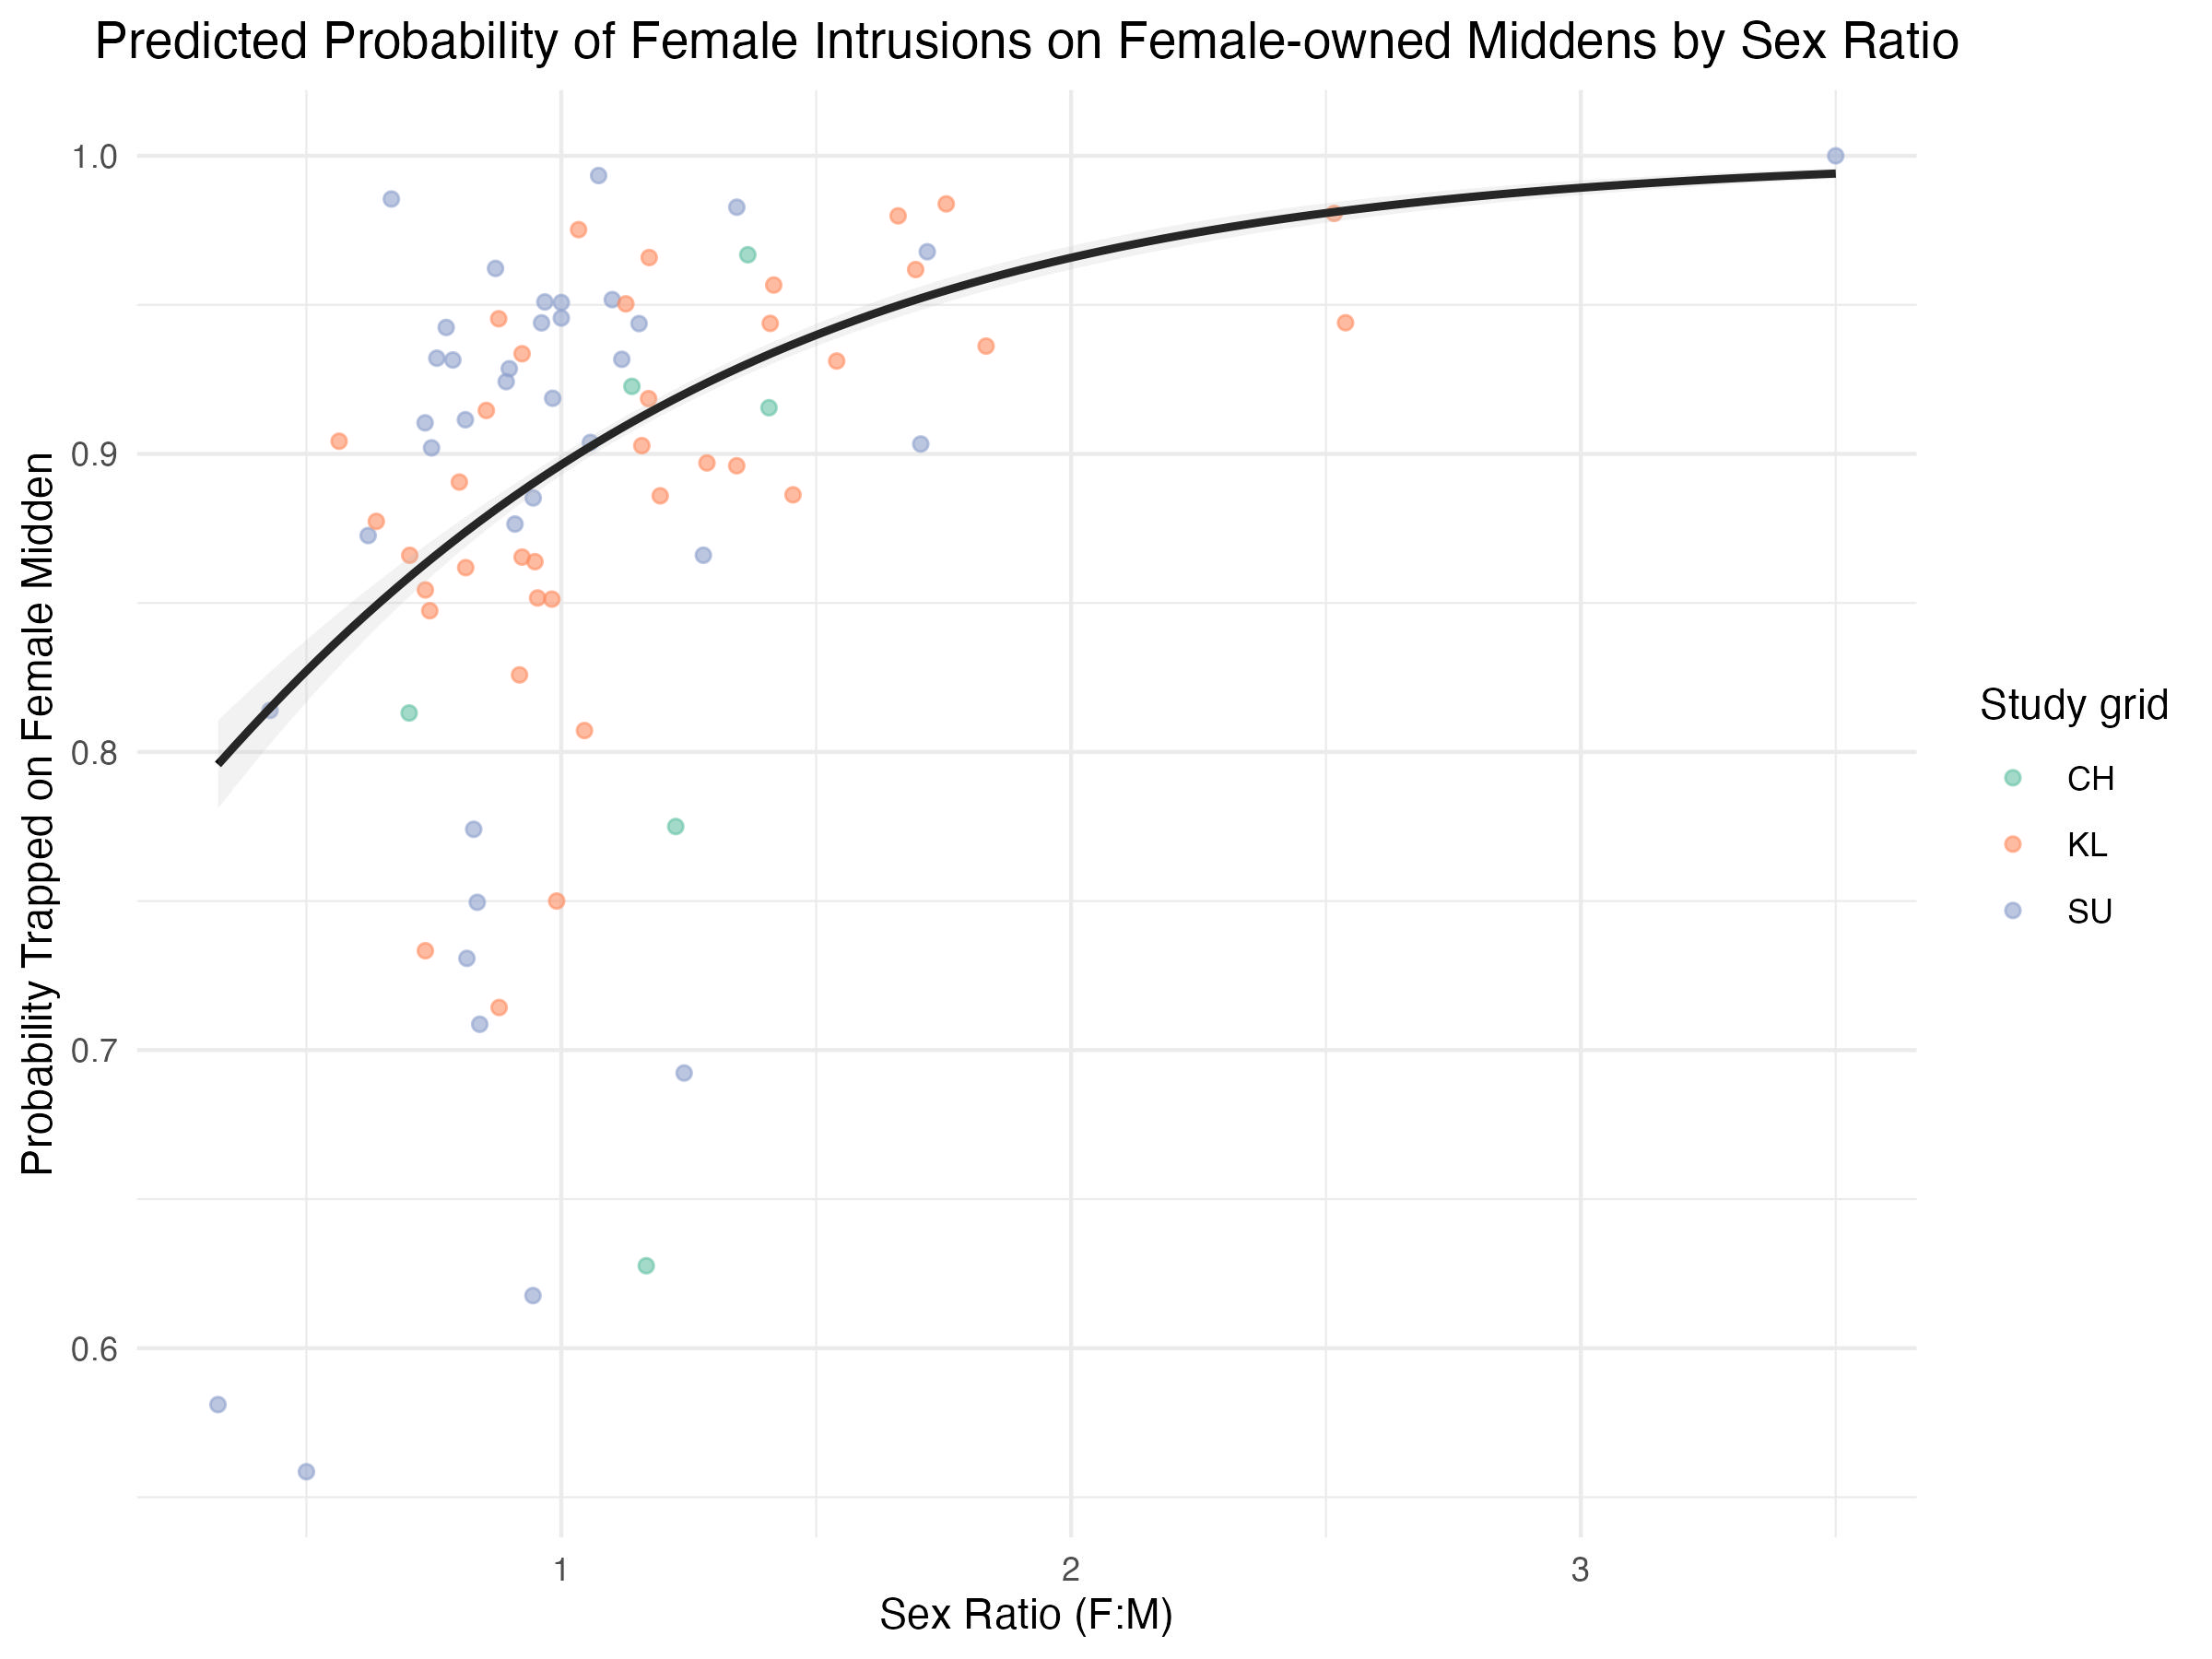 Predicted Probability of Female Intrusions on Female-owned Middens by Sex Ratio
Probability Trapped on Female Midden
1.0
0.9
0.8
0.7
0.6
1
2
3
Sex Ratio (F:M)
Study grid
CH
KL
SU